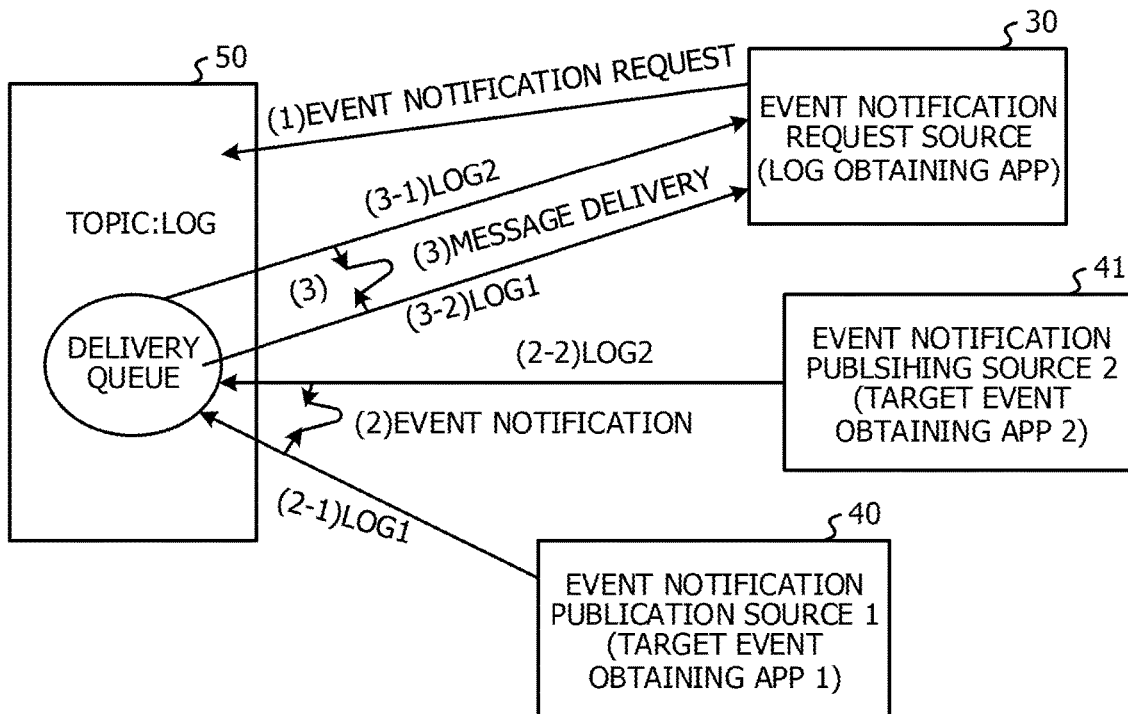 50
30
(1)EVENT NOTIFICATION REQUEST
EVENT NOTIFICATION
REQUEST SOURCE
(LOG OBTAINING APP)
(3-1)LOG2
TOPIC:LOG
(3)MESSAGE DELIVERY
(3)
(3-2)LOG1
41
DELIVERY
QUEUE
(2-2)LOG2
EVENT NOTIFICATION
PUBLSIHING SOURCE 2
(TARGET EVENT
OBTAINING APP 2)
(2)EVENT NOTIFICATION
(2-1)LOG1
40
EVENT NOTIFICATION
PUBLICATION SOURCE 1
(TARGET EVENT
OBTAINING APP 1)